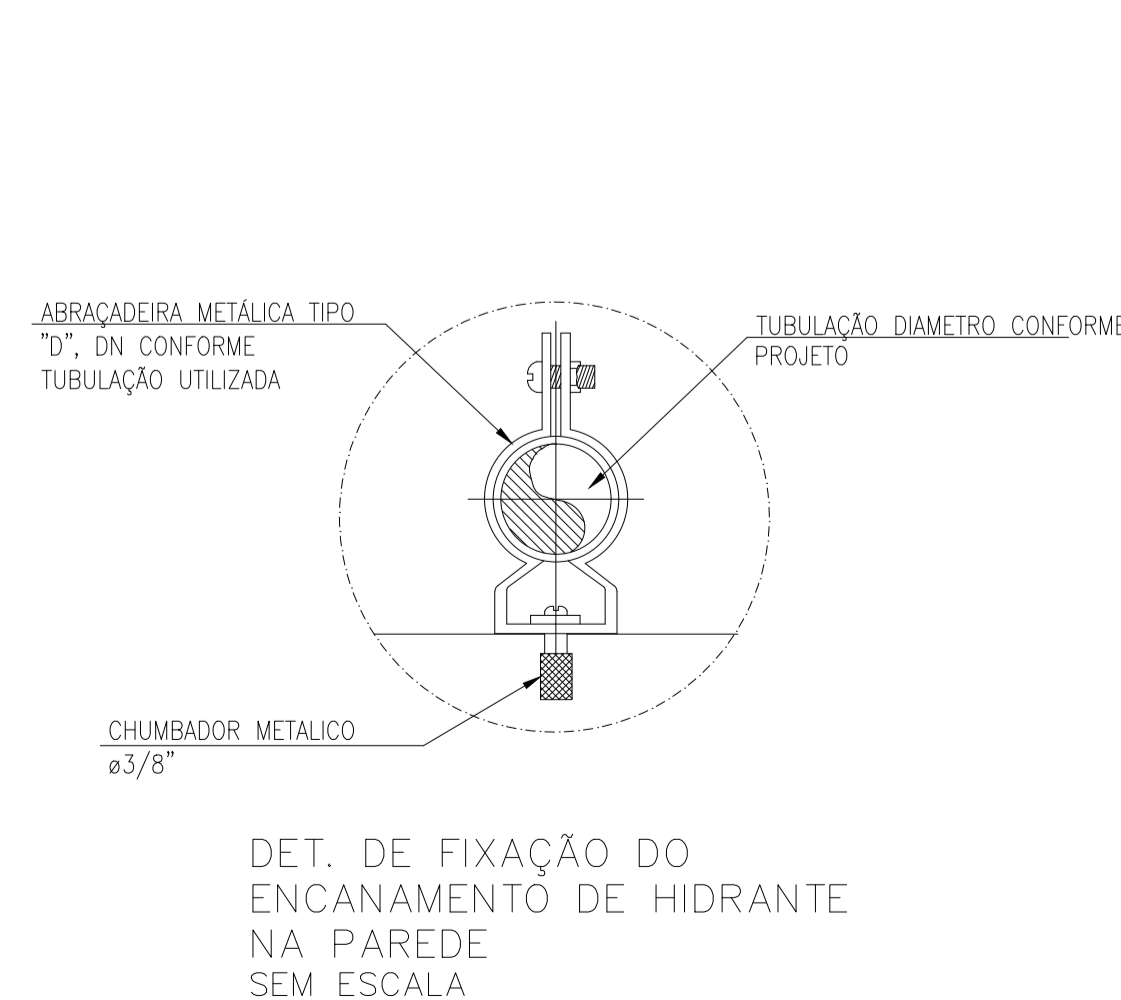 ABRAÇADEIRA METÁLICA TIPO
"D", DN CONFORME
TUBULAÇÃO UTILIZADA
TUBULAÇÃO DIAMETRO CONFORME
PROJETO
CHUMBADOR METALICO
ø3/8"
DET. DE FIXAÇÃO DO
ENCANAMENTO DE HIDRANTE
NA PAREDE
SEM ESCALA